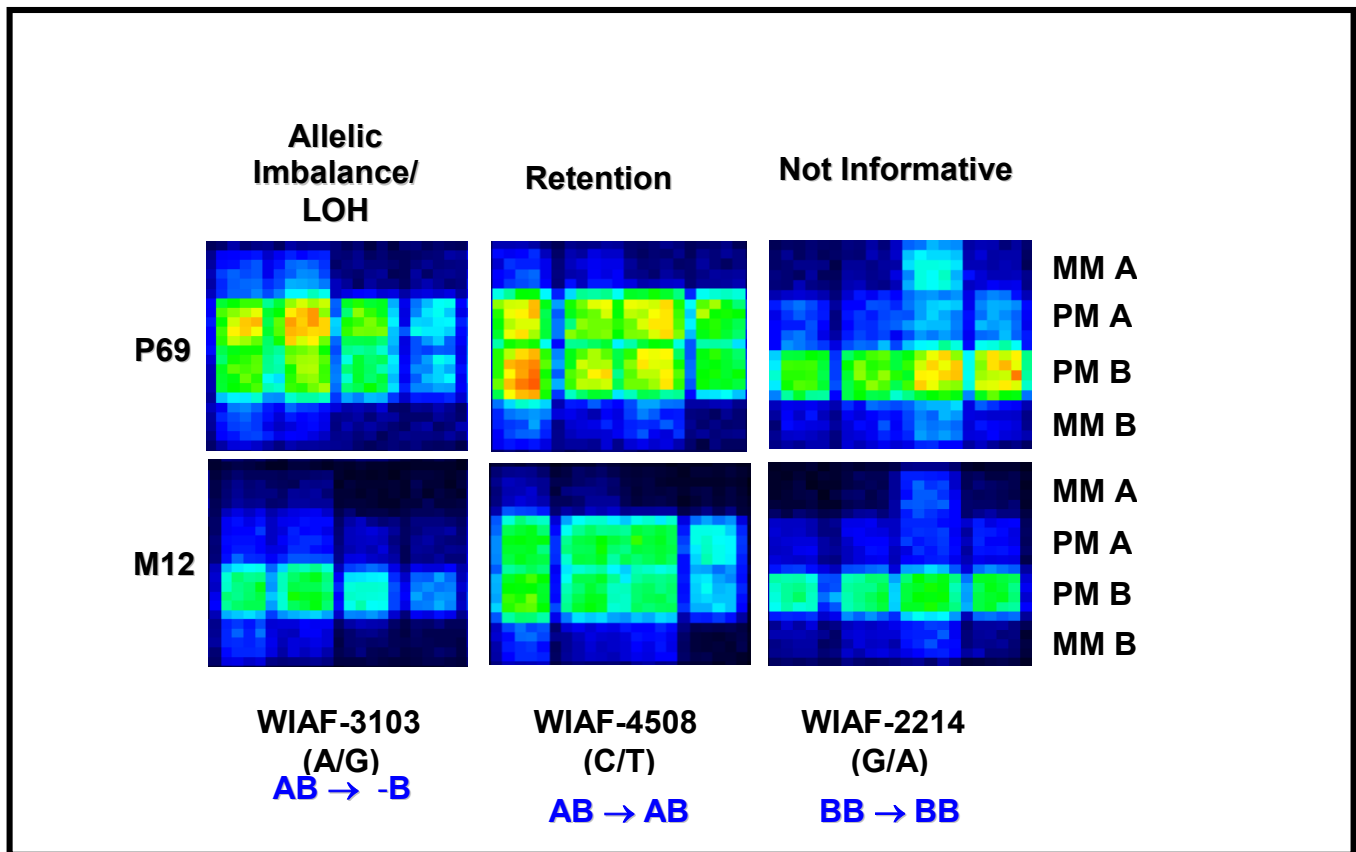 Allelic
Imbalance/
LOH
Retention
Not Informative
P69
MM A
PM A
PM B
MM B
M12
MM A
PM A
PM B
MM B
WIAF-3103
(A/G)
AB → -B
WIAF-4508
(C/T)
AB → AB
WIAF-2214
(G/A)
BB → BB